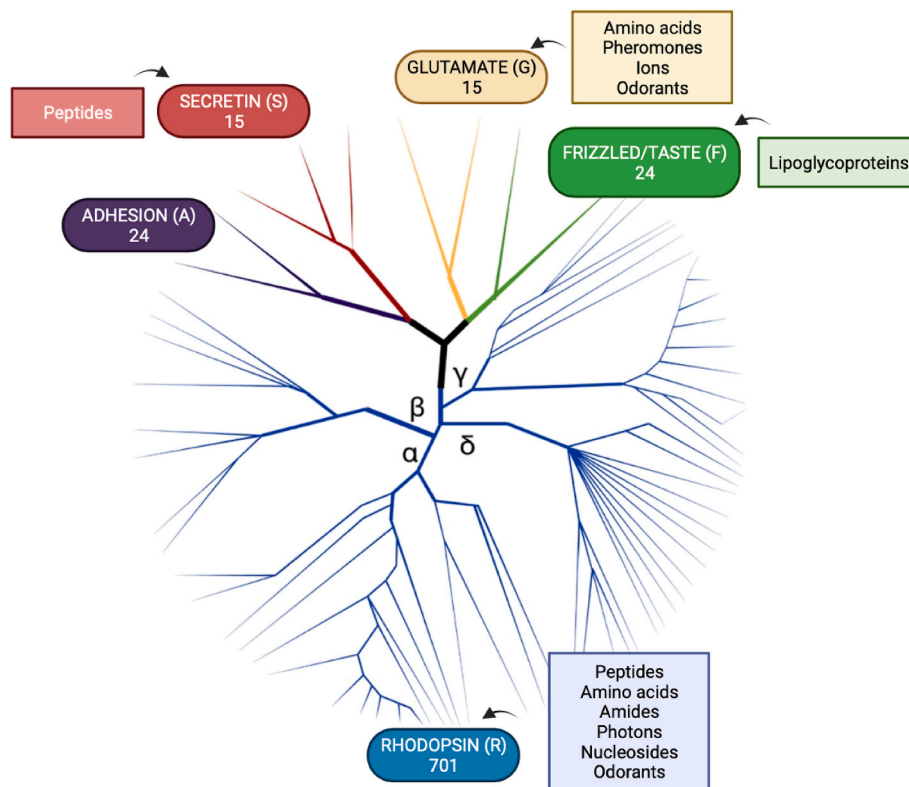 Amino acids
Pheromones
Ions
Odorants
GLUTAMATE (G)
15
Peptides
SECRETIN (S)
15
FRIZZLED/TASTE (F)
24
Lipoglycoproteins
ADHESION (A)
24
γ
β
δ
α
Peptides
Amino acids
Amides
Photons
Nucleosides
Odorants
RHODOPSIN (R)
701